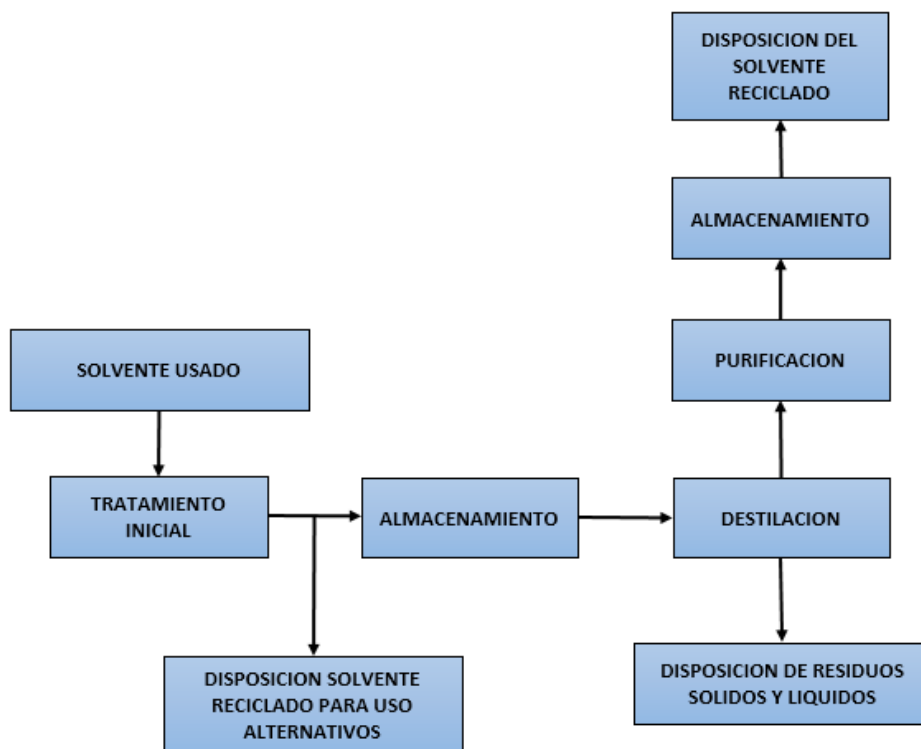 DISPOSICION DEL
SOLVENTE
RECICLADO
ALMACENAMIENTO
PURIFICACION
SOLVENTE USADO
TRATAMIENTO
INICIAL
ALMACENAMIENTO
DESTILACION
DISPOSICION SOLVENTE
RECICLADO PARA USO
ALTERNATIVOS
DISPOSICION DE RESIDUOS
SOLIDOS Y LIQUIDOS